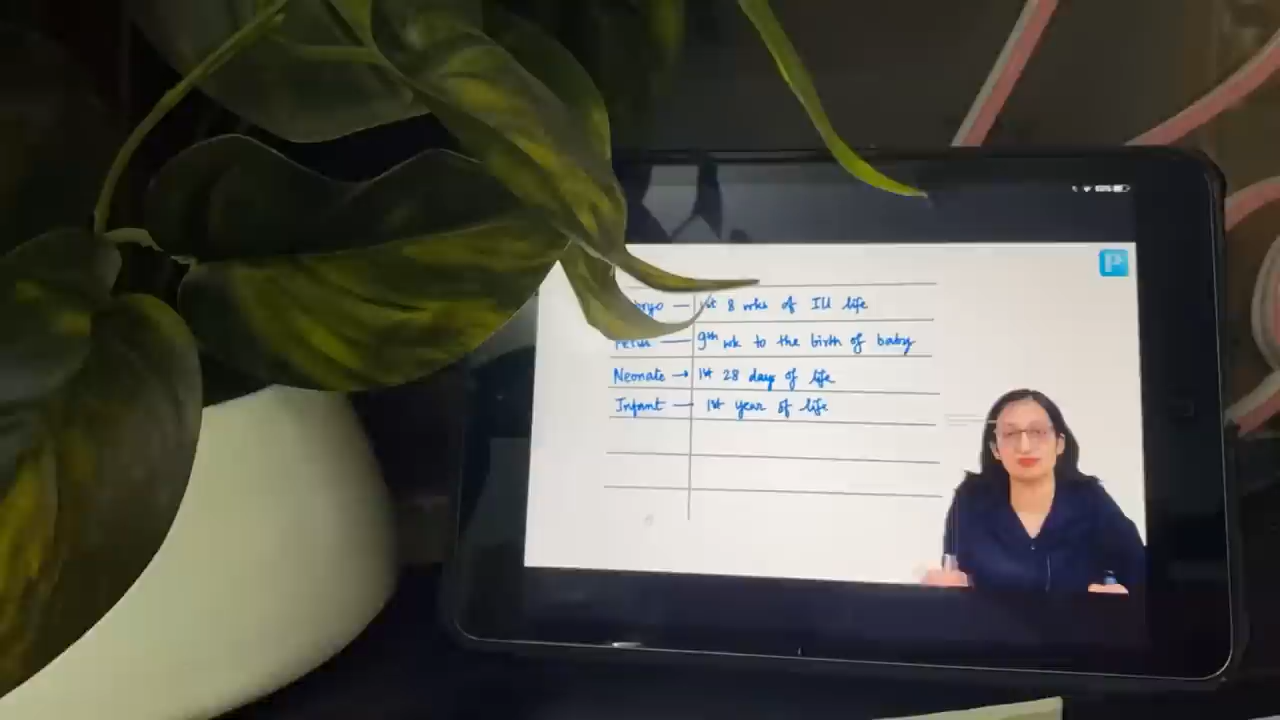 — 1st 8 wks of IU life
— 9th wk to the birth of baby
Neonate → 1st 28 days of life
Infant — 1st year of life
P